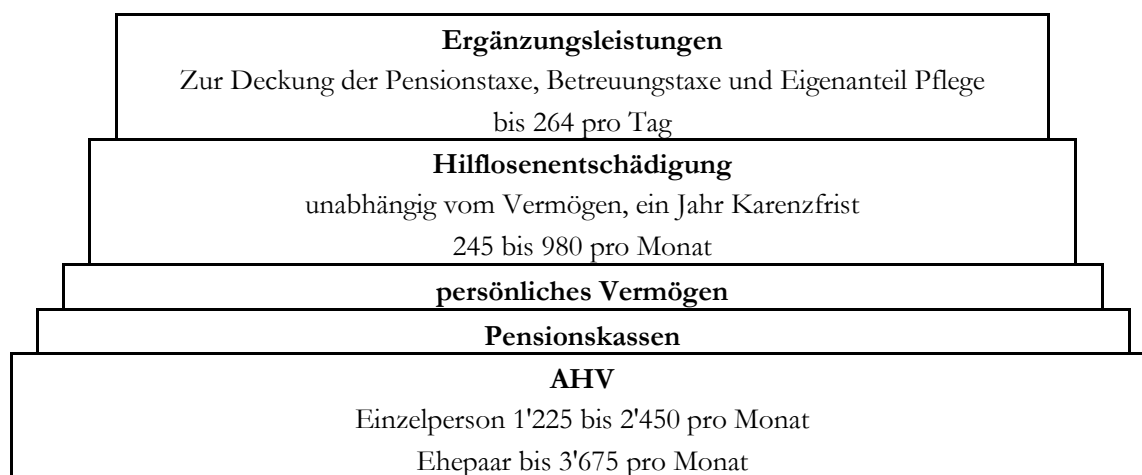 Ergänzungsleistungen
Zur Deckung der Pensionstaxe, Betreuungstaxe und Eigenanteil Pflege
bis 264 pro Tag
Hilflosenentschädigung
unabhängig vom Vermögen, ein Jahr Karenzfrist
245 bis 980 pro Monat
persönliches Vermögen
Pensionskassen
AHV
Einzelperson 1'225 bis 2'450 pro Monat
Ehepaar bis 3'675 pro Monat